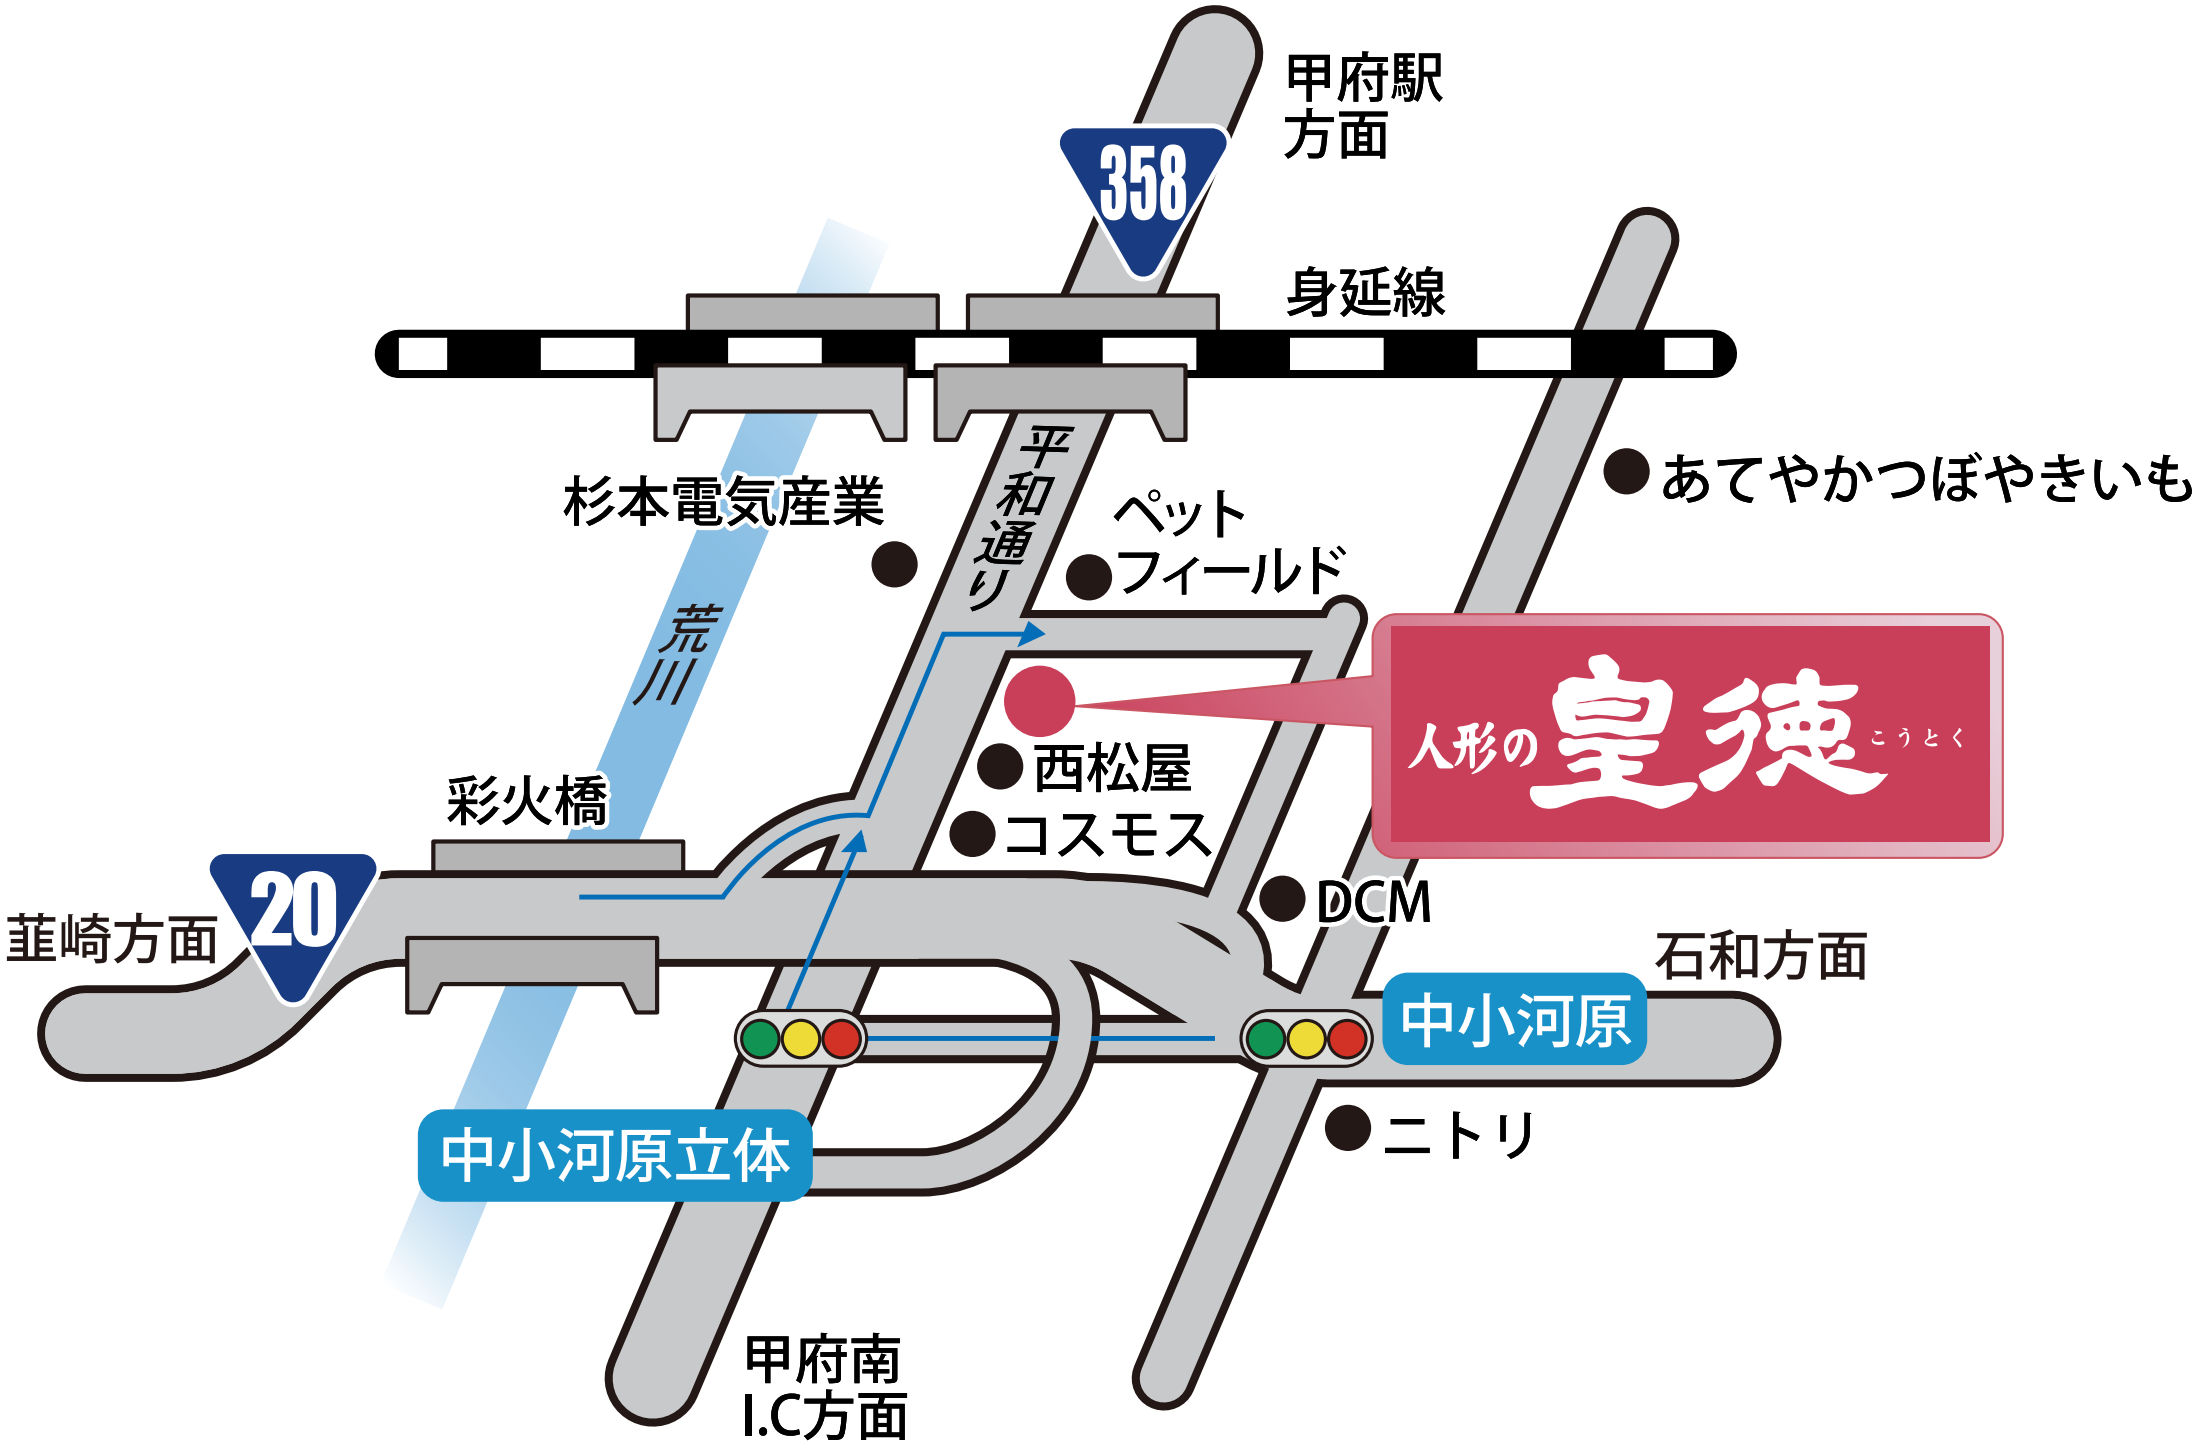 甲府駅
方面
358
身延線
あてやかつぼやきいも
平和通り
杉本電気産業
ペット
フィールド
荒川
人形の皇徳
こうとく
西松屋
彩火橋
コスモス
20
DCM
韮崎方面
石和方面
中小河原
ニトリ
中小河原立体
甲府南
I.C方面